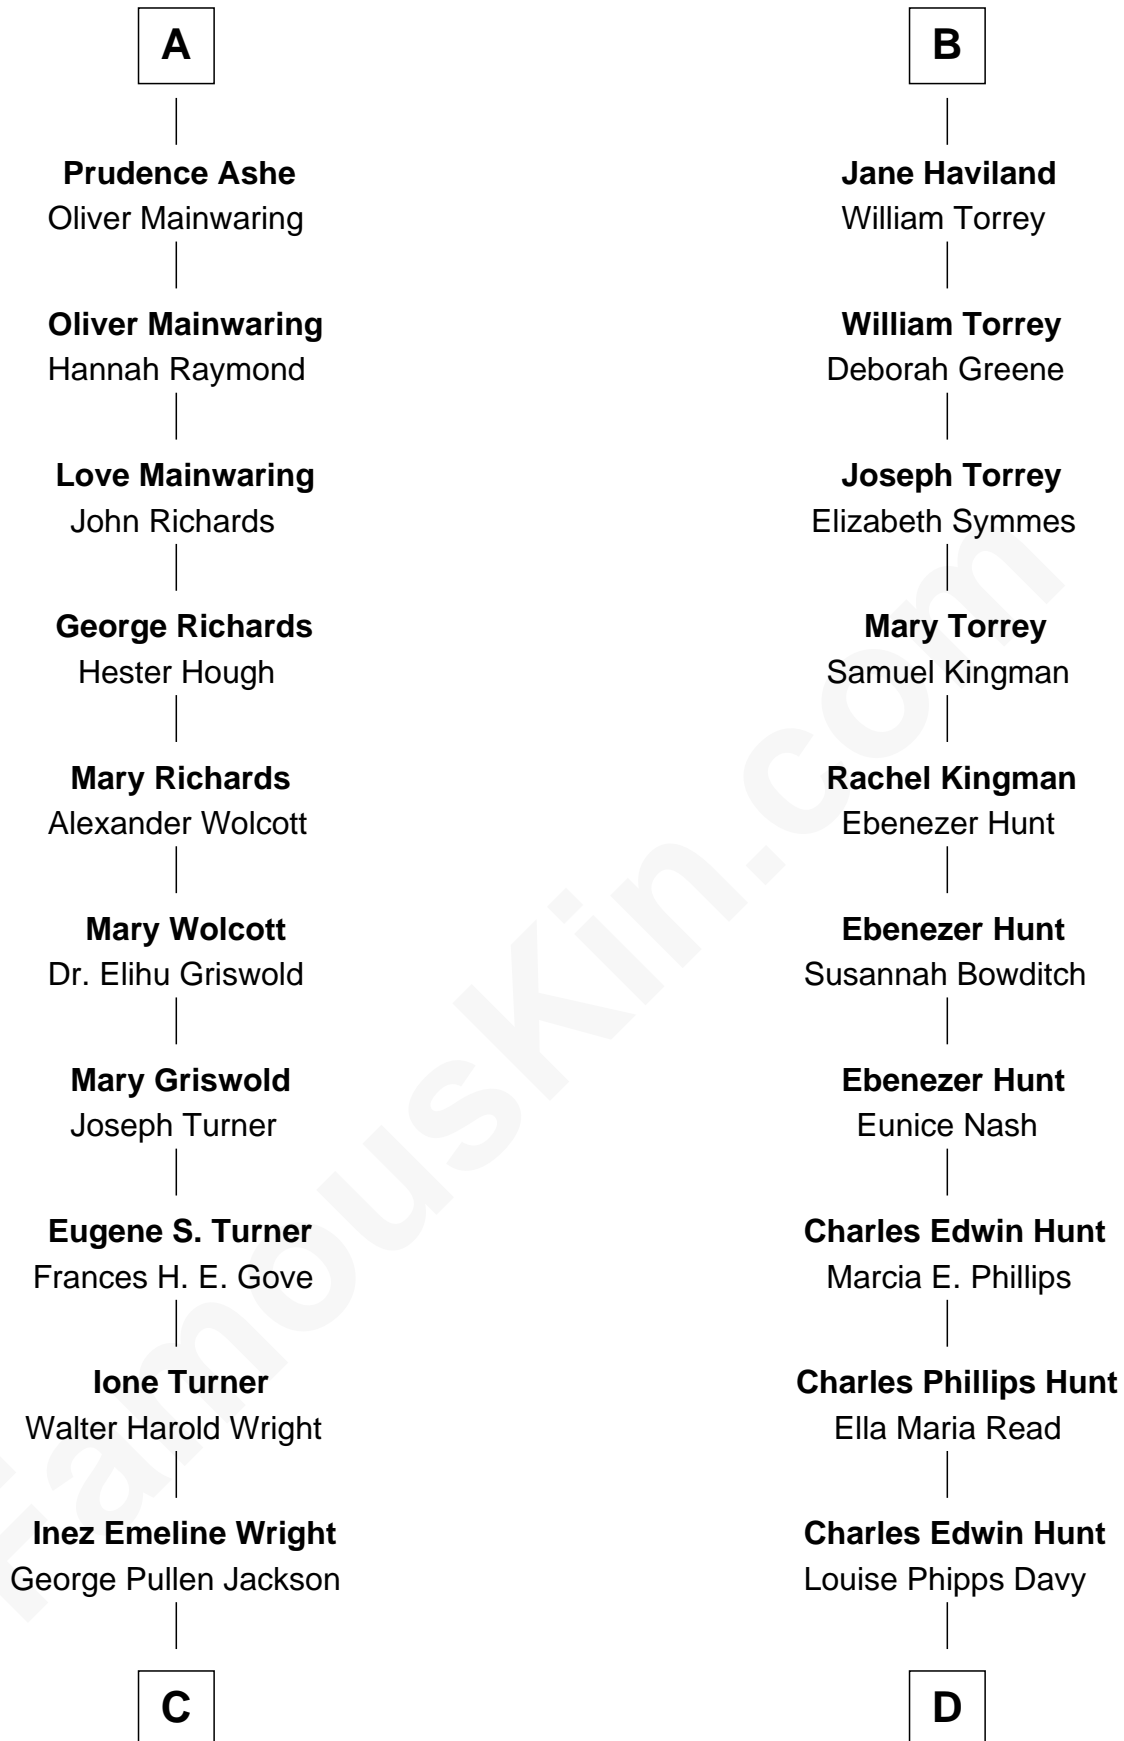 A
Prudence Ashe
Oliver Mainwaring
Oliver Mainwaring
Hannah Raymond
Love Mainwaring
John Richards
George Richards
Hester Hough
Mary Richards
Alexander Wolcott
Mary Wolcott
Dr. Elihu Griswold
Mary Griswold
Joseph Turner
Eugene S. Turner
Frances H. E. Gove
Ione Turner
Walter Harold Wright
Inez Emeline Wright
George Pullen Jackson
C
B
Jane Haviland
William Torrey
William Torrey
Deborah Greene
Joseph Torrey
Elizabeth Symmes
Mary Torrey
Samuel Kingman
Rachel Kingman
Ebenezer Hunt
Ebenezer Hunt
Susannah Bowditch
Ebenezer Hunt
Eunice Nash
Charles Edwin Hunt
Marcia E. Phillips
Charles Phillips Hunt
Ella Maria Read
Charles Edwin Hunt
Louise Phipps Davy
D
FamousKin.com